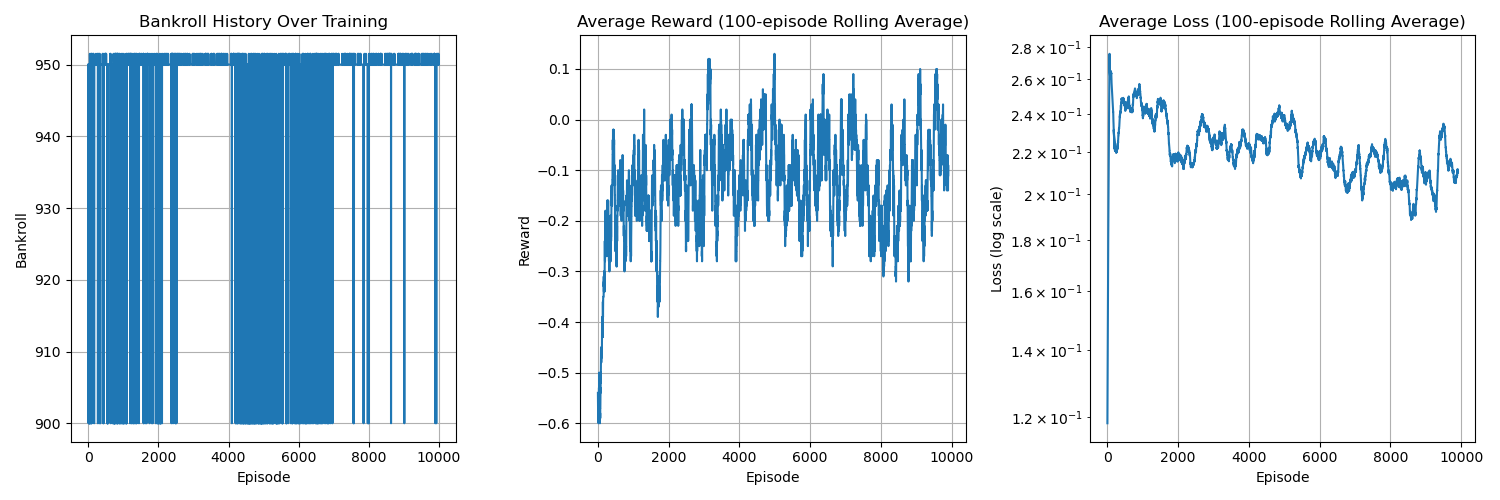 Bankroll History Over Training
Bankroll
950
940
930
920
910
900
0 2000 4000 6000 8000 10000
Episode
Average Reward (100-episode Rolling Average)
Reward
0.1
0.0
−0.1
−0.2
−0.3
−0.4
−0.5
−0.6
0 2000 4000 6000 8000 10000
Episode
Average Loss (100-episode Rolling Average)
Loss (log scale)
2.8 × 10⁻¹
2.6 × 10⁻¹
2.4 × 10⁻¹
2.2 × 10⁻¹
2 × 10⁻¹
1.8 × 10⁻¹
1.6 × 10⁻¹
1.4 × 10⁻¹
1.2 × 10⁻¹
0 2000 4000 6000 8000 10000
Episode